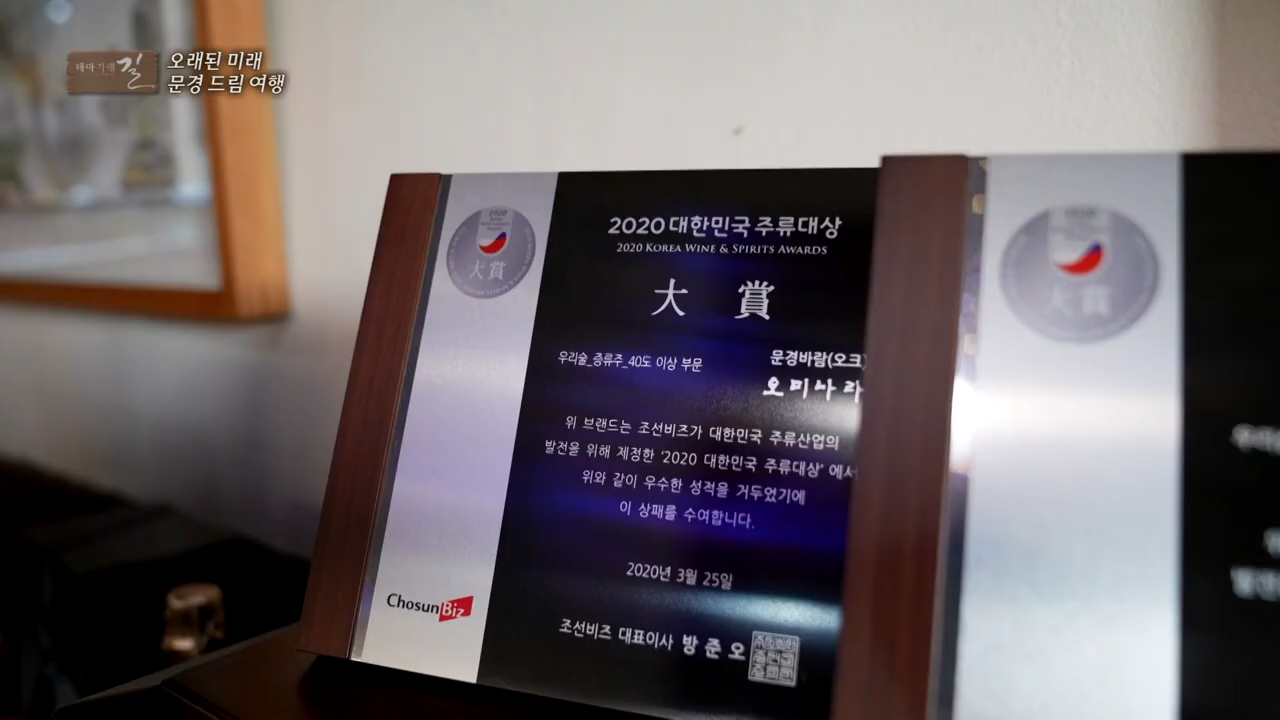 테마기행 길
오래된 미래
문경 드림 여행
2020
大賞
2020 대한민국 주류대상
2020 KOREA WINE & SPIRITS AWARDS
大 賞
우리술_증류주_40도 이상 부문
문경바람(오크)
오미나라
위 브랜드는 조선비즈가 대한민국 주류산업의
발전을 위해 제정한 '2020 대한민국 주류대상' 에서
위와 같이 우수한 성적을 거두었기에
이 상패를 수여합니다.
2020년 3월 25일
ChosunBiz
조선비즈 대표이사 방준오
大賞